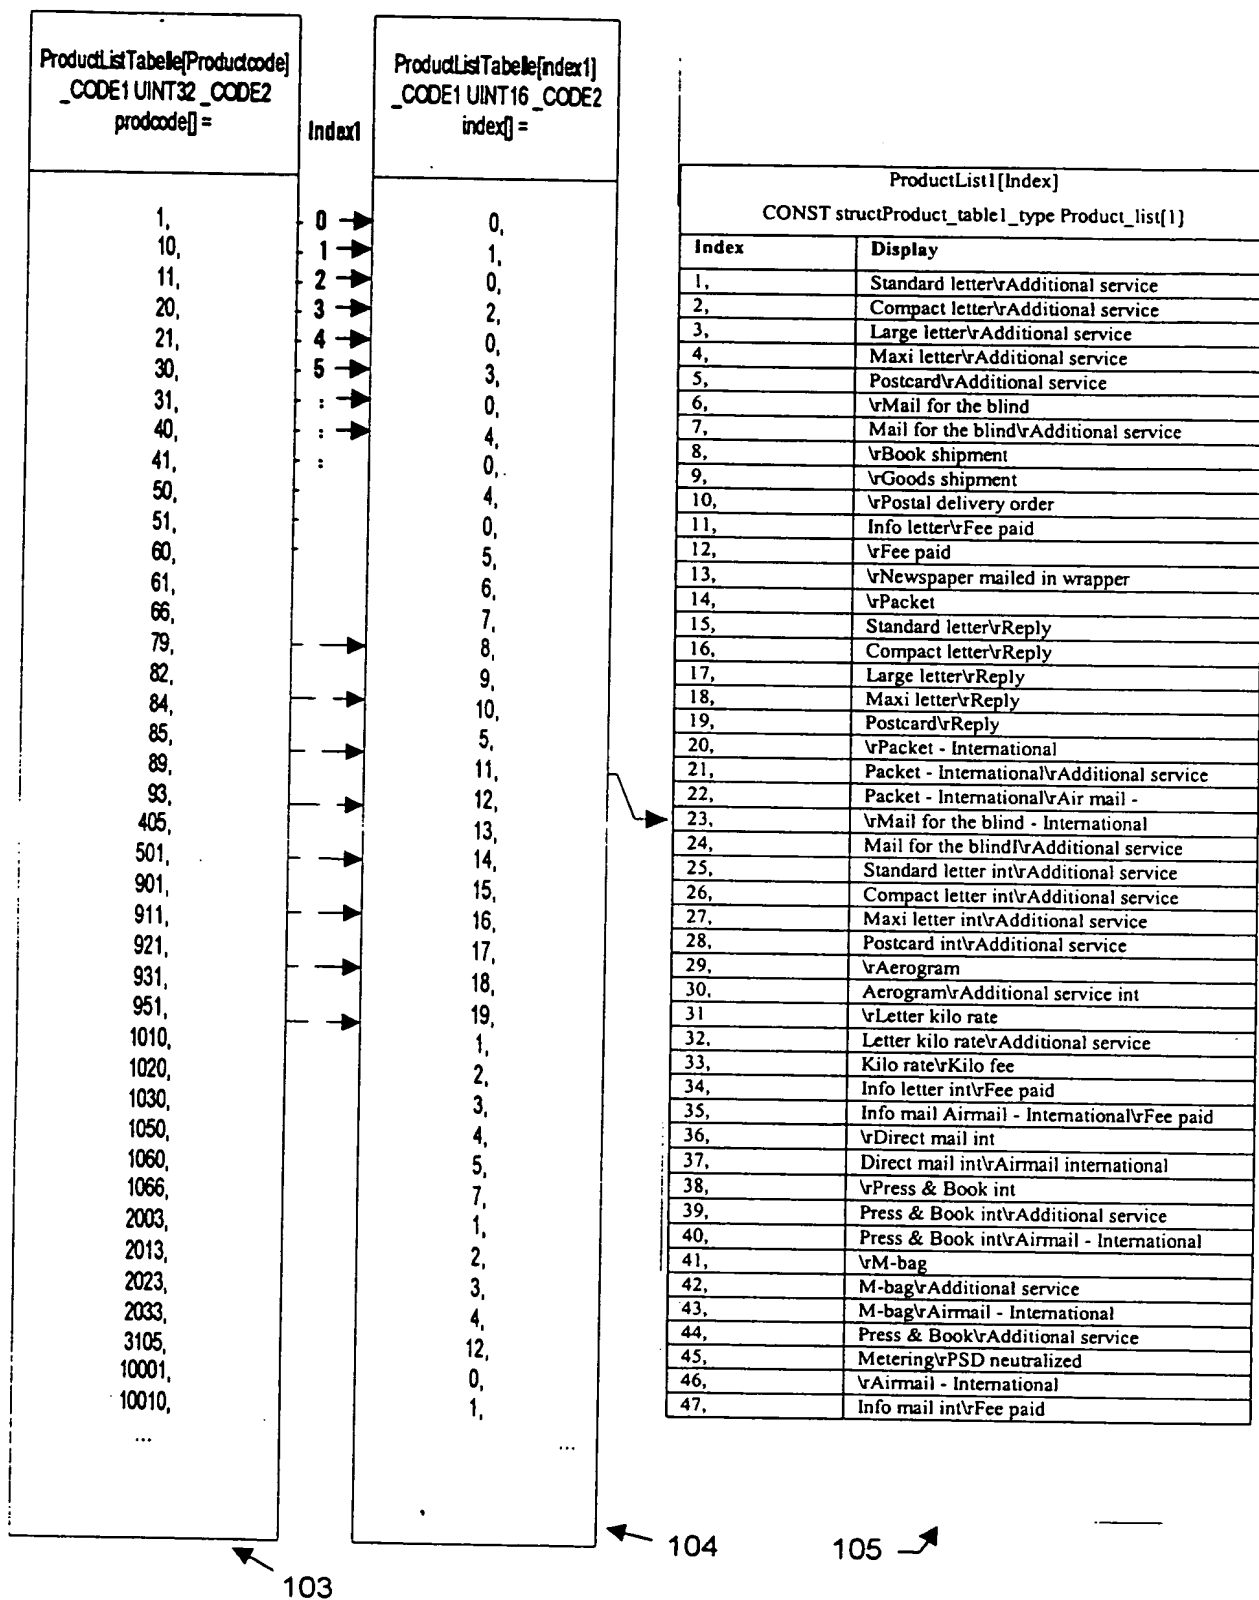 ProductListTabelle[Productcode]
_CODE1 UINT32 _CODE2
prodcode[] =
1,
10,
11,
20,
21,
30,
31,
40,
41,
50,
51,
60,
61,
66,
79,
82,
84,
85,
89,
93,
405,
501,
901,
911,
921,
931,
951,
1010,
1020,
1030,
1050,
1060,
1066,
2003,
2013,
2023,
2033,
3105,
10001,
10010,
...
103
Index1
0
1
2
3
4
5
:
:
:
ProductListTabelle[index1]
_CODE1 UINT16 _CODE2
index[] =
0,
1,
0,
2,
0,
3,
0,
4,
0,
4,
0,
5,
6,
7,
8,
9,
10,
5,
11,
12,
13,
14,
15,
16,
17,
18,
19,
1,
2,
3,
4,
5,
7,
1,
2,
3,
4,
12,
0,
1,
...
104
ProductList1[Index]
CONST structProduct_table1_type Product_list[1]
Index Display
1, Standard letter\rAdditional service
2, Compact letter\rAdditional service
3, Large letter\rAdditional service
4, Maxi letter\rAdditional service
5, Postcard\rAdditional service
6, \rMail for the blind
7, Mail for the blind\rAdditional service
8, \rBook shipment
9, \rGoods shipment
10, \rPostal delivery order
11, Info letter\rFee paid
12, \rFee paid
13, \rNewspaper mailed in wrapper
14, \rPacket
15, Standard letter\rReply
16, Compact letter\rReply
17, Large letter\rReply
18, Maxi letter\rReply
19, Postcard\rReply
20, \rPacket - International
21, Packet - International\rAdditional service
22, Packet - International\rAir mail -
23, \rMail for the blind - International
24, Mail for the blindI\rAdditional service
25, Standard letter int\rAdditional service
26, Compact letter int\rAdditional service
27, Maxi letter int\rAdditional service
28, Postcard int\rAdditional service
29, \rAerogram
30, Aerogram\rAdditional service int
31 \rLetter kilo rate
32, Letter kilo rate\rAdditional service
33, Kilo rate\rKilo fee
34, Info letter int\rFee paid
35, Info mail Airmail - International\rFee paid
36, \rDirect mail int
37, Direct mail int\rAirmail international
38, \rPress & Book int
39, Press & Book int\rAdditional service
40, Press & Book int\rAirmail - International
41, \rM-bag
42, M-bag\rAdditional service
43, M-bag\rAirmail - International
44, Press & Book\rAdditional service
45, Metering\rPSD neutralized
46, \rAirmail - International
47, Info mail int\rFee paid
105